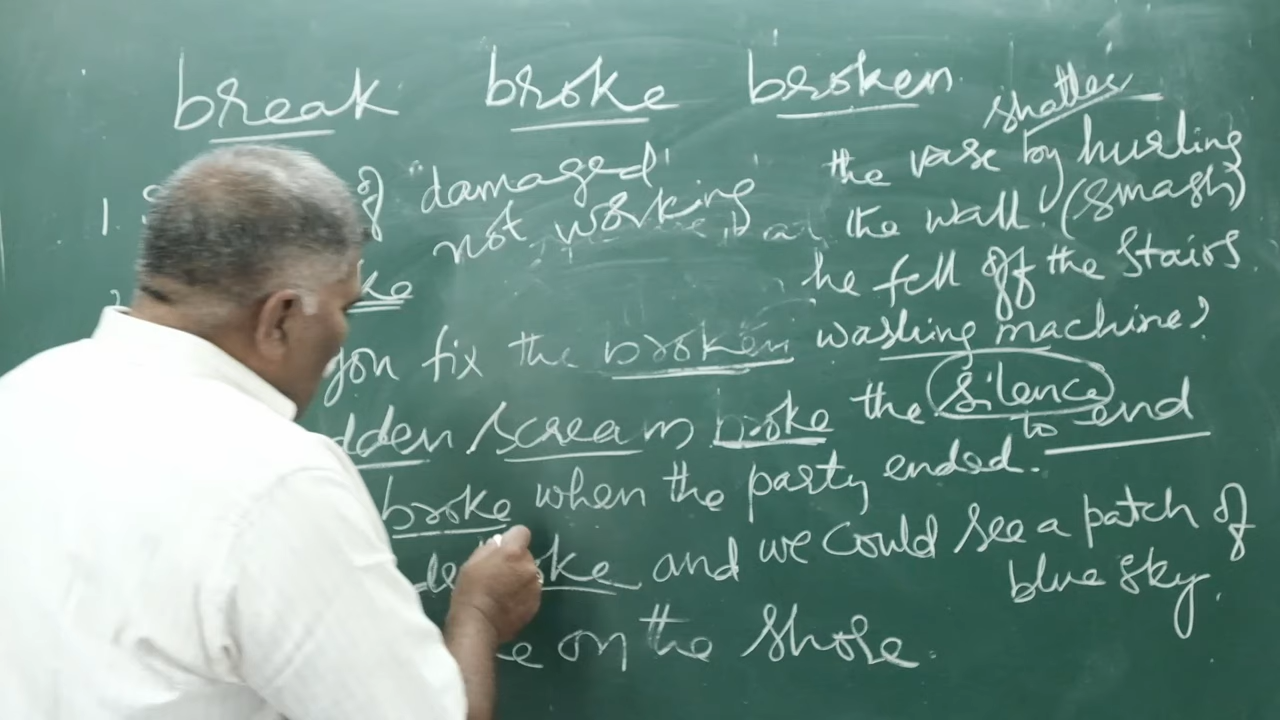 break broke broken
shatter
1. of "damaged' the vase by hurling
not working it at the wall. (smash)
he fell off the stairs.
you fix the broken washing machine?
dden scream broke the silence
to end
broke when the party ended.
broke and we could see a patch of
blue sky.
on the shore.